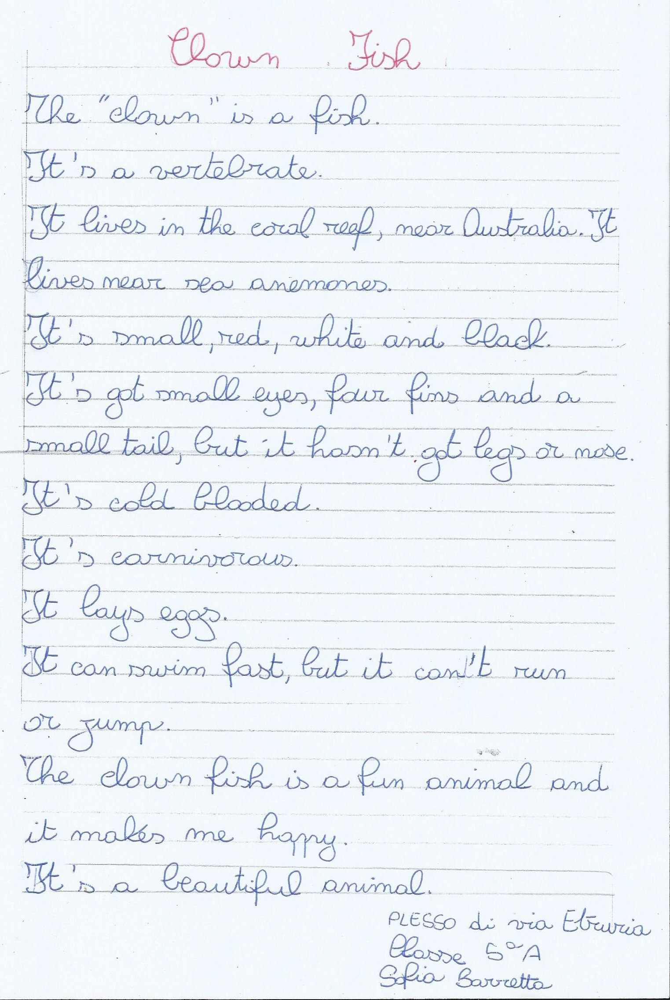 Clown Fish
The "clown" is a fish.
It's a vertebrate.
It lives in the coral reef, near Australia. It
lives near sea anemones.
It's small, red, white and black.
It's got small eyes, four fins and a
small tail, but it hasn't got legs or nose.
It's cold blooded.
It's carnivorous.
It lays eggs.
It can swim fast, but it can't run
or jump.
The clown fish is a fun animal and
it makes me happy.
It's a beautiful animal.
PLESSO di via Etruria
Classe 5ª A
Sofia Barretta